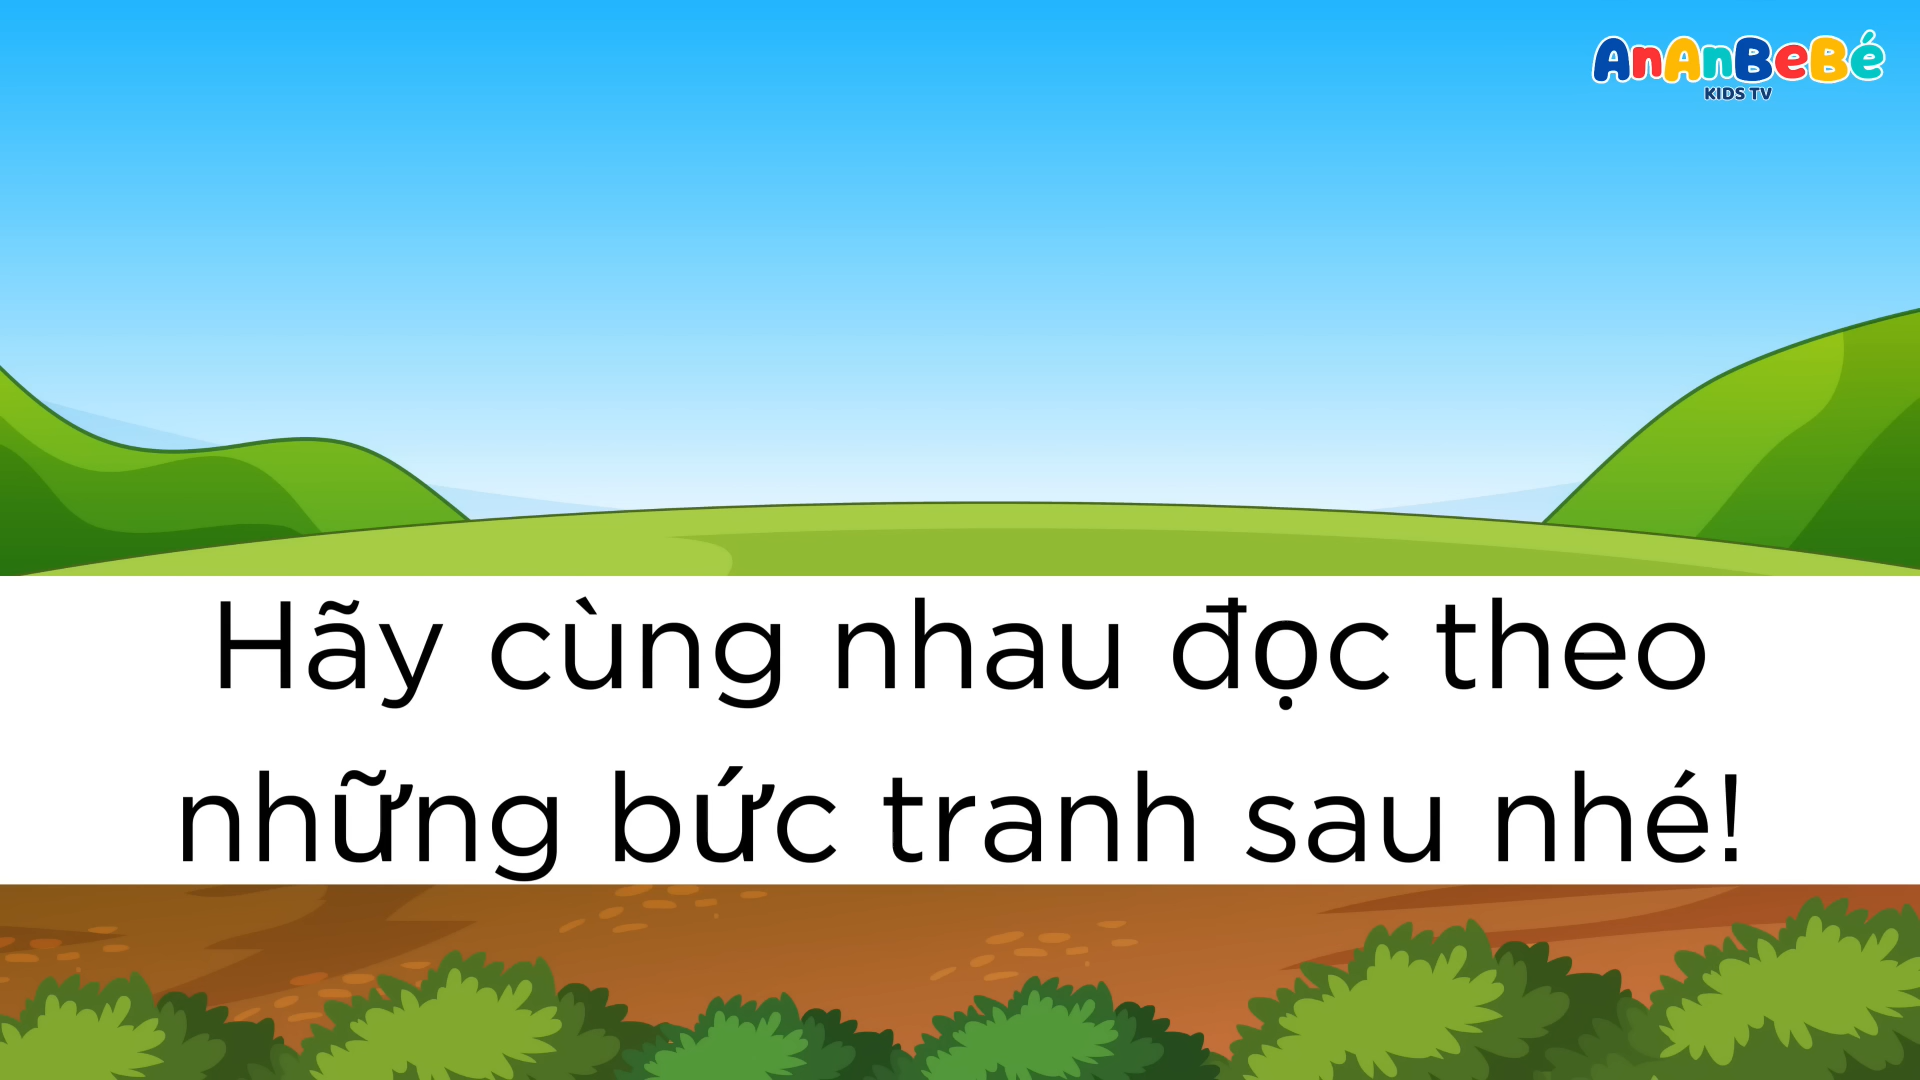 AnAnBeBé
KIDS TV
Hãy cùng nhau đọc theo
những bức tranh sau nhé!